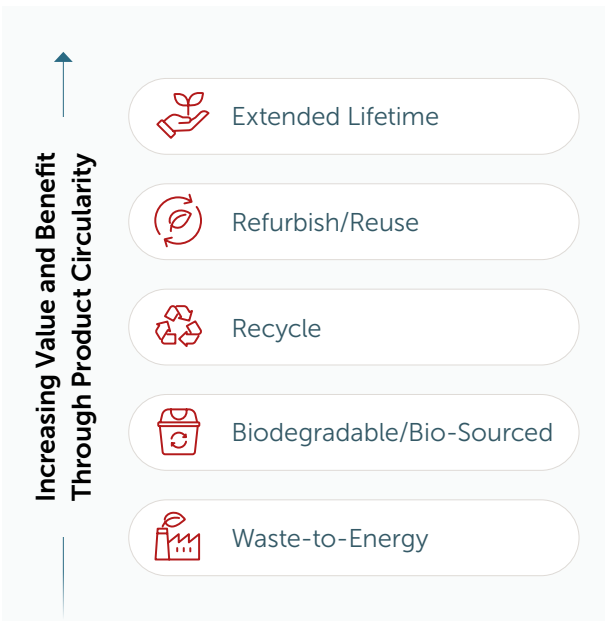 Increasing Value and Benefit
Through Product Circularity
Extended Lifetime
Refurbish/Reuse
Recycle
Biodegradable/Bio-Sourced
Waste-to-Energy